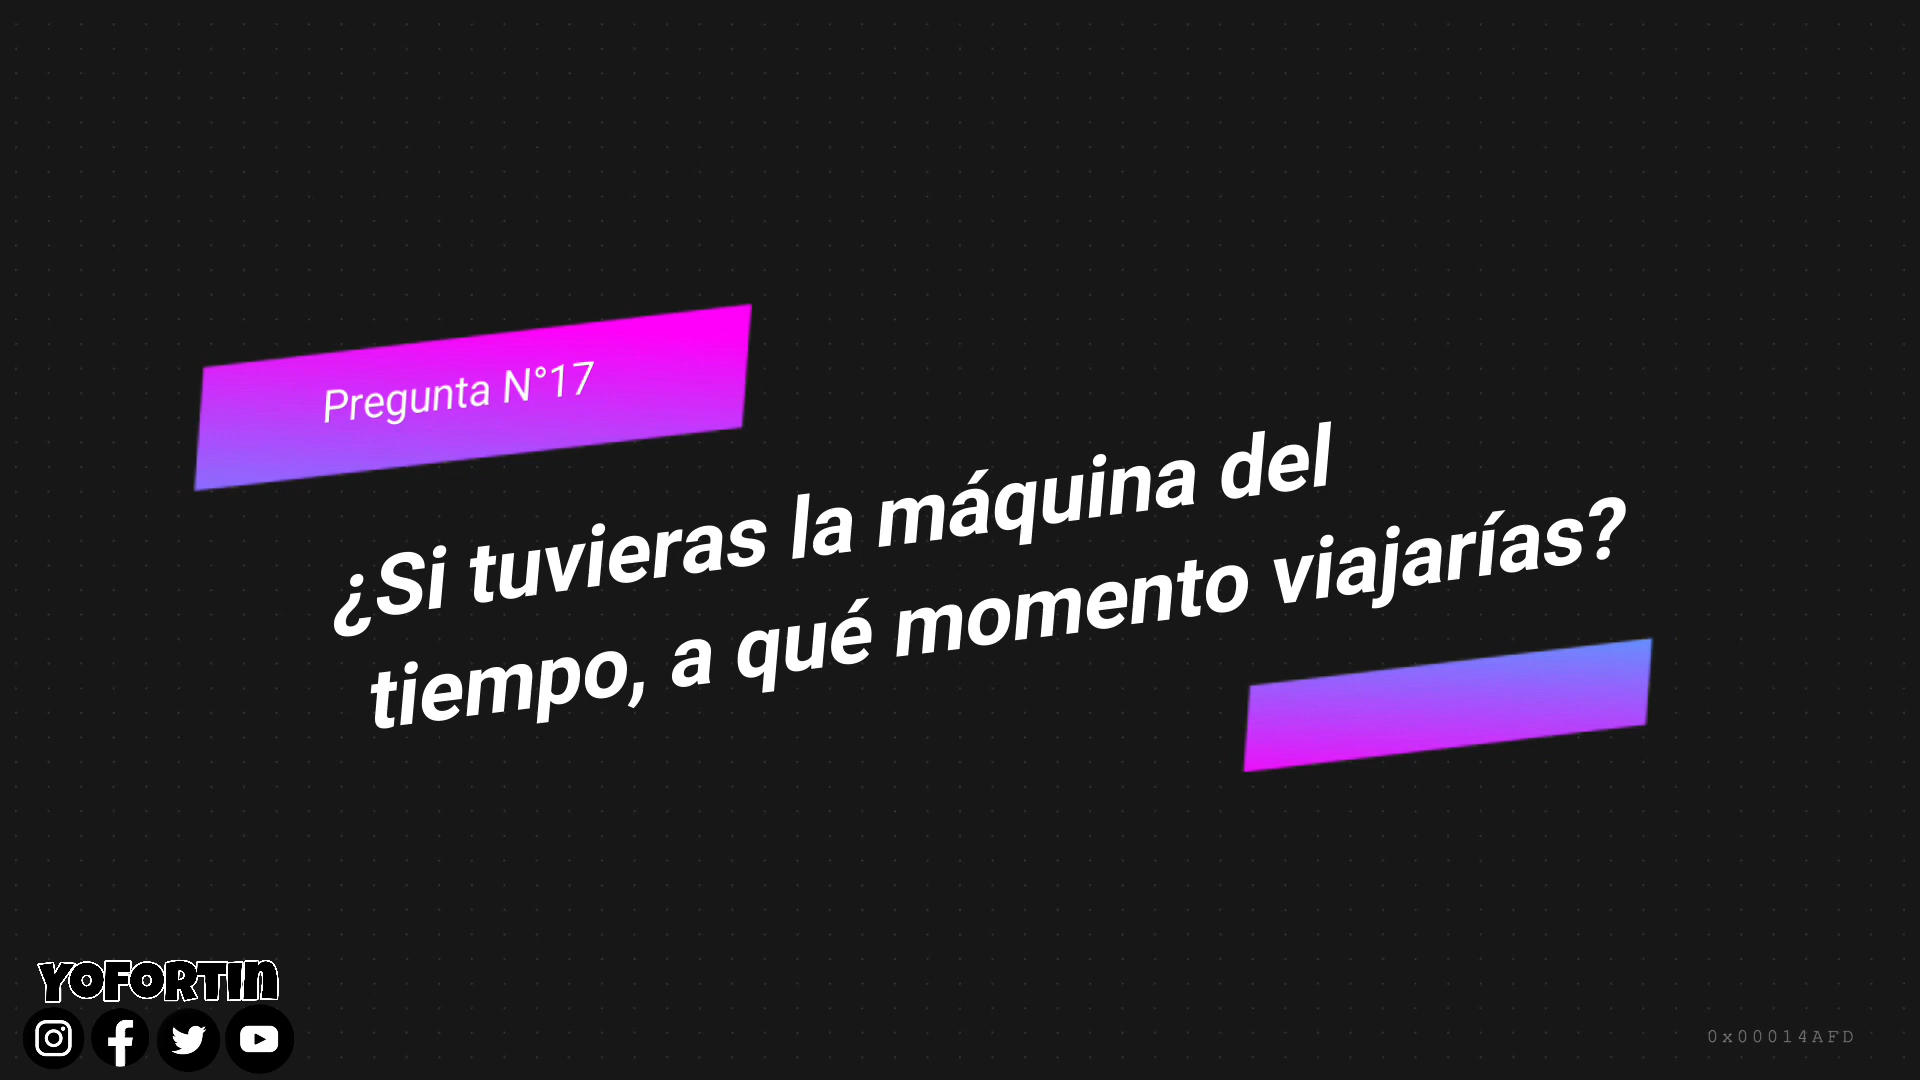 Pregunta N°17
¿Si tuvieras la máquina del
tiempo, a qué momento viajarías?
YOFORTIN
0x00014AFD